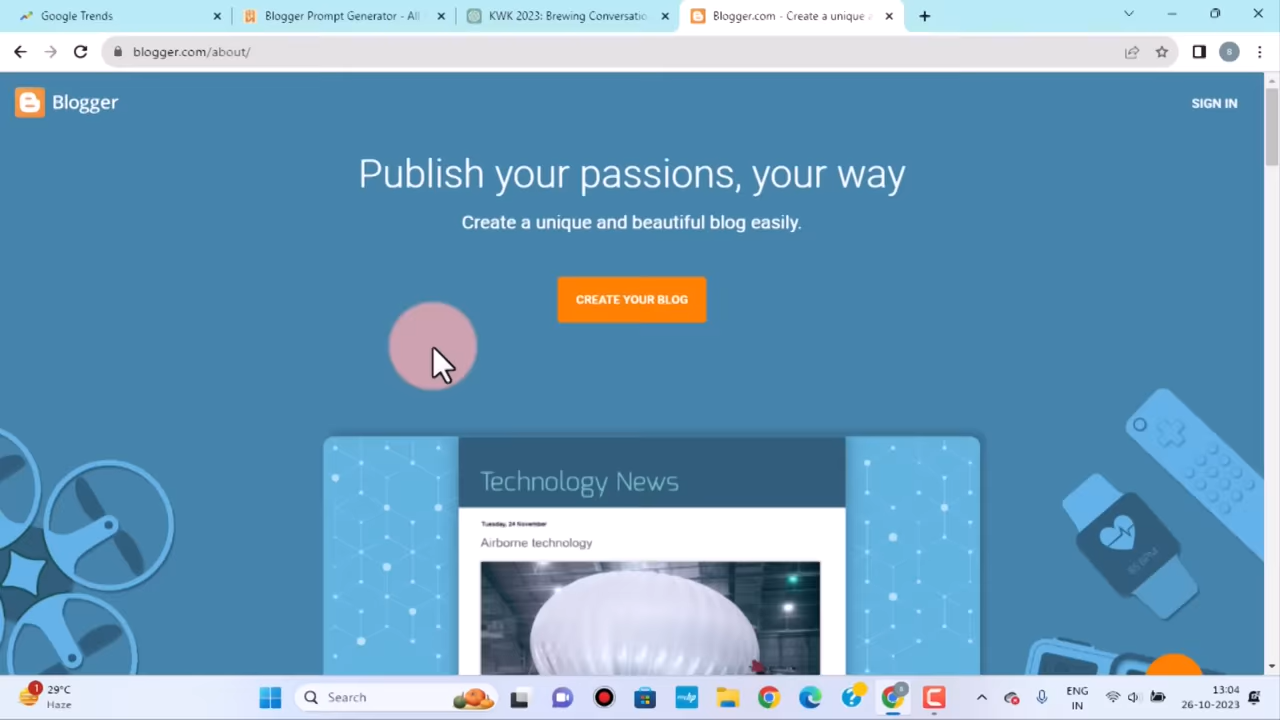 Google Trends
Blogger Prompt Generator - All
KWK 2023: Brewing Conversatio
Blogger.com - Create a unique a
blogger.com/about/
Blogger
SIGN IN
Publish your passions, your way
Create a unique and beautiful blog easily.
CREATE YOUR BLOG
Technology News
Tuesday, 24 November
Airborne technology
1
29°C
Haze
Search
ENG
IN
13:04
26-10-2023